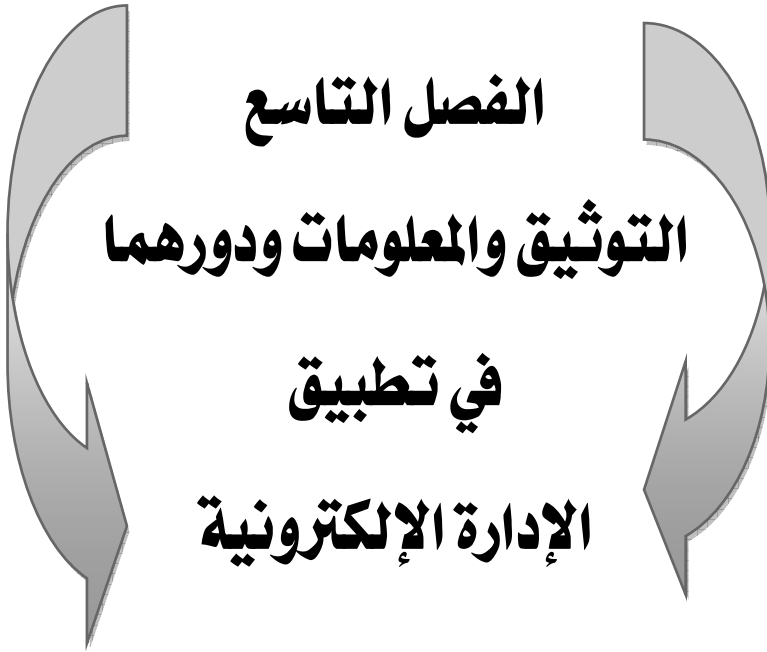 الفصل التاسع
التوثيق والمعلومات ودورهما
في تطبيق
الإدارة الإلكترونية